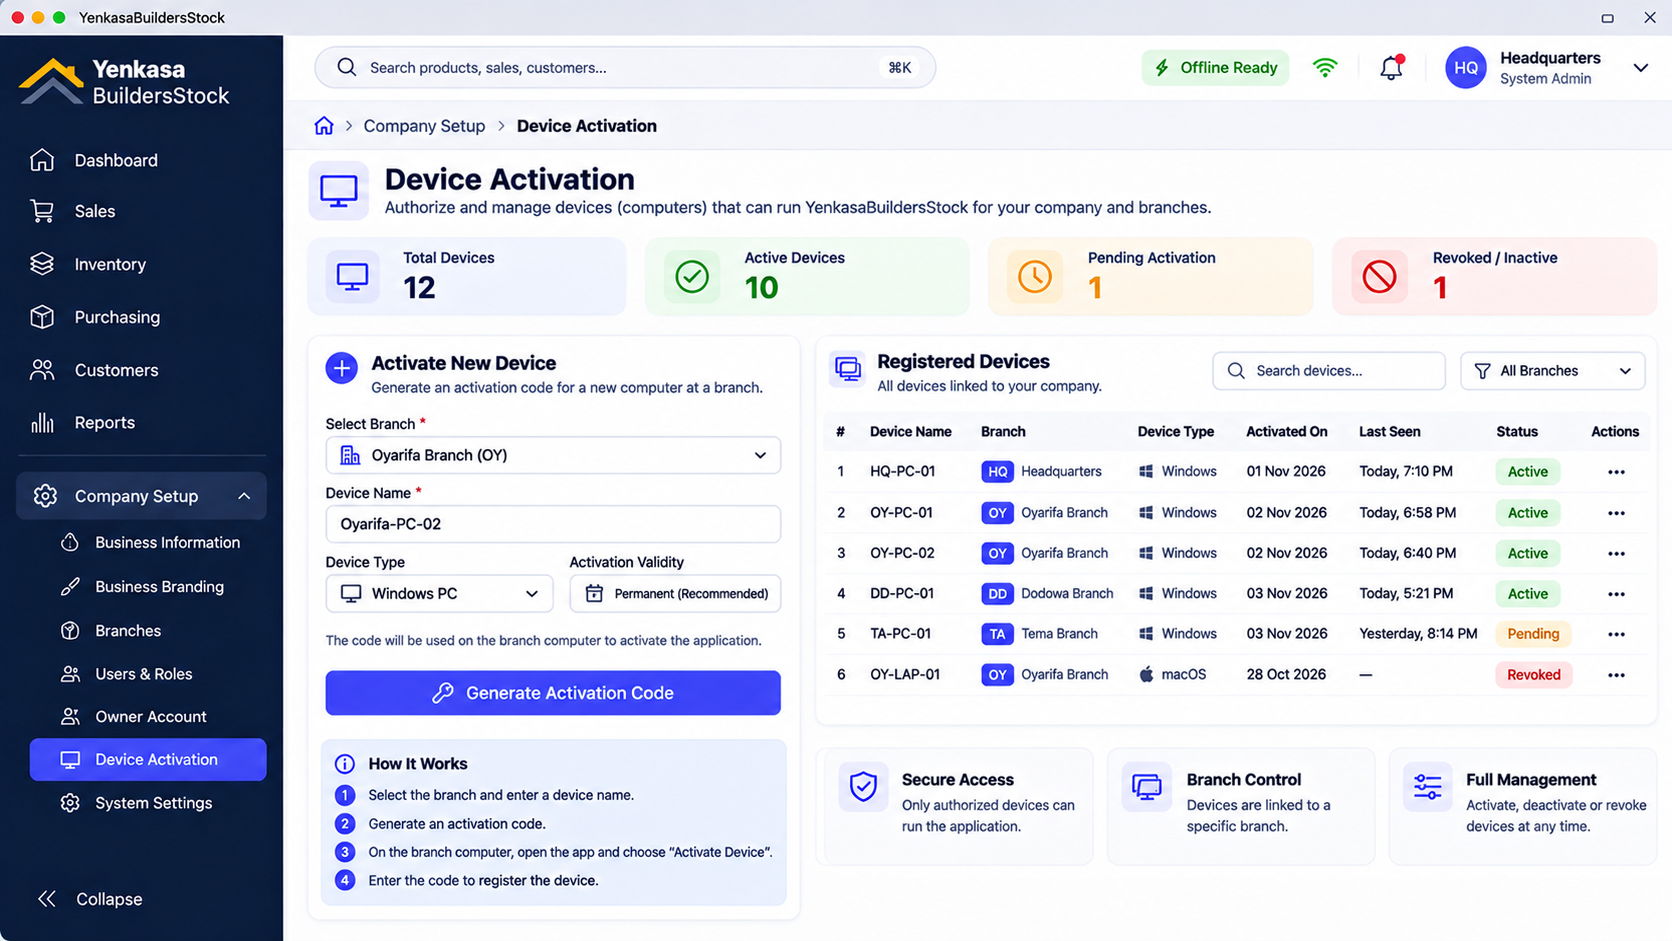 YenkasaBuildersStock
Yenkasa
BuildersStock
Search products, sales, customers...
⌘K
Offline Ready
HQ
Headquarters
System Admin
Dashboard
Sales
Inventory
Purchasing
Customers
Reports
Company Setup
Business Information
Business Branding
Branches
Users & Roles
Owner Account
Device Activation
System Settings
Collapse
Company Setup > Device Activation
Device Activation
Authorize and manage devices (computers) that can run YenkasaBuildersStock for your company and branches.
Total Devices
12
Active Devices
10
Pending Activation
1
Revoked / Inactive
1
Activate New Device
Generate an activation code for a new computer at a branch.
Select Branch *
Oyarifa Branch (OY)
Device Name *
Oyarifa-PC-02
Device Type
Windows PC
Activation Validity
Permanent (Recommended)
The code will be used on the branch computer to activate the application.
Generate Activation Code
How It Works
1 Select the branch and enter a device name.
2 Generate an activation code.
3 On the branch computer, open the app and choose “Activate Device”.
4 Enter the code to register the device.
Registered Devices
All devices linked to your company.
Search devices...
All Branches
# Device Name Branch Device Type Activated On Last Seen Status Actions
1 HQ-PC-01 HQ Headquarters Windows 01 Nov 2026 Today, 7:10 PM Active
2 OY-PC-01 OY Oyarifa Branch Windows 02 Nov 2026 Today, 6:58 PM Active
3 OY-PC-02 OY Oyarifa Branch Windows 02 Nov 2026 Today, 6:40 PM Active
4 DD-PC-01 DD Dodowa Branch Windows 03 Nov 2026 Today, 5:21 PM Active
5 TA-PC-01 TA Tema Branch Windows 03 Nov 2026 Yesterday, 8:14 PM Pending
6 OY-LAP-01 OY Oyarifa Branch macOS 28 Oct 2026 — Revoked
Secure Access
Only authorized devices can
run the application.
Branch Control
Devices are linked to a
specific branch.
Full Management
Activate, deactivate or revoke
devices at any time.